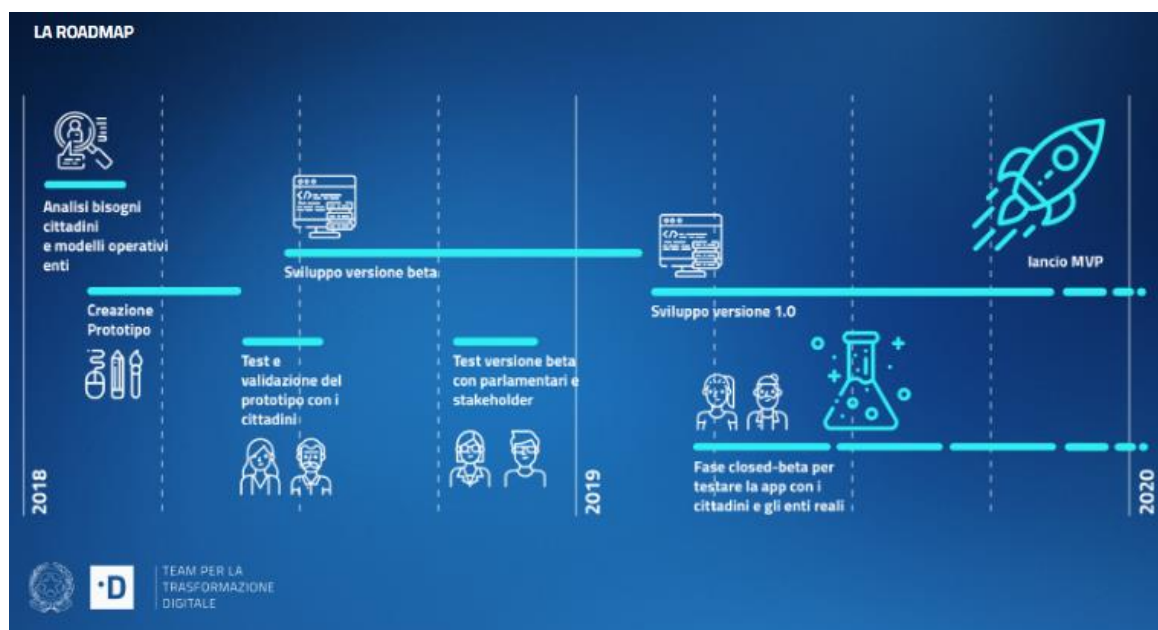 LA ROADMAP
Analisi bisogni
cittadini
e modelli operativi
enti
Creazione
Prototipo
Sviluppo versione beta
Test e
validazione del
prototipo con i
cittadini
Test versione beta
con parlamentari e
stakeholder
Sviluppo versione 1.0
lancio MVP
Fase closed-beta per
testare la app con i
cittadini e gli enti reali
2018
2019
2020
·D
TEAM PER LA
TRASFORMAZIONE
DIGITALE